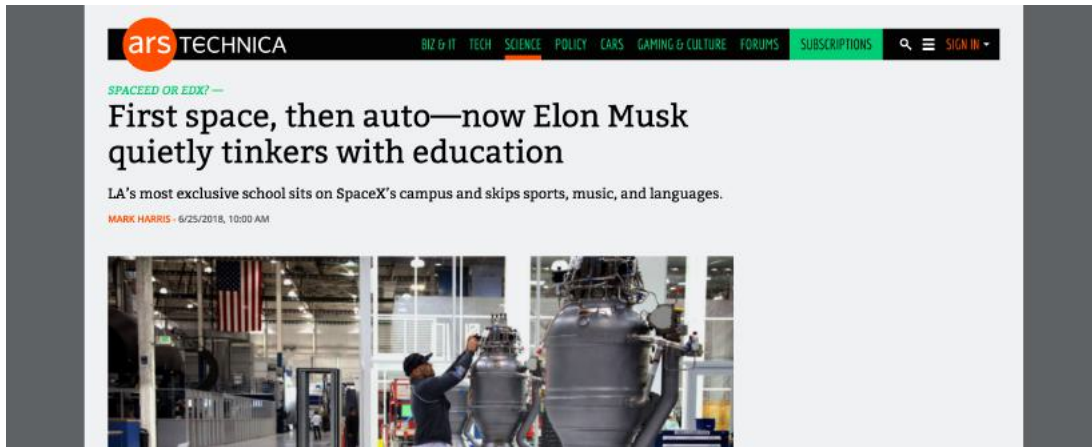 ars TECHNICA BIZ & IT TECH SCIENCE POLICY CARS GAMING & CULTURE FORUMS SUBSCRIPTIONS SIGN IN
SPACEED OR EDX? —
First space, then auto—now Elon Musk
quietly tinkers with education
LA's most exclusive school sits on SpaceX's campus and skips sports, music, and languages.
MARK HARRIS - 6/25/2018, 10:00 AM